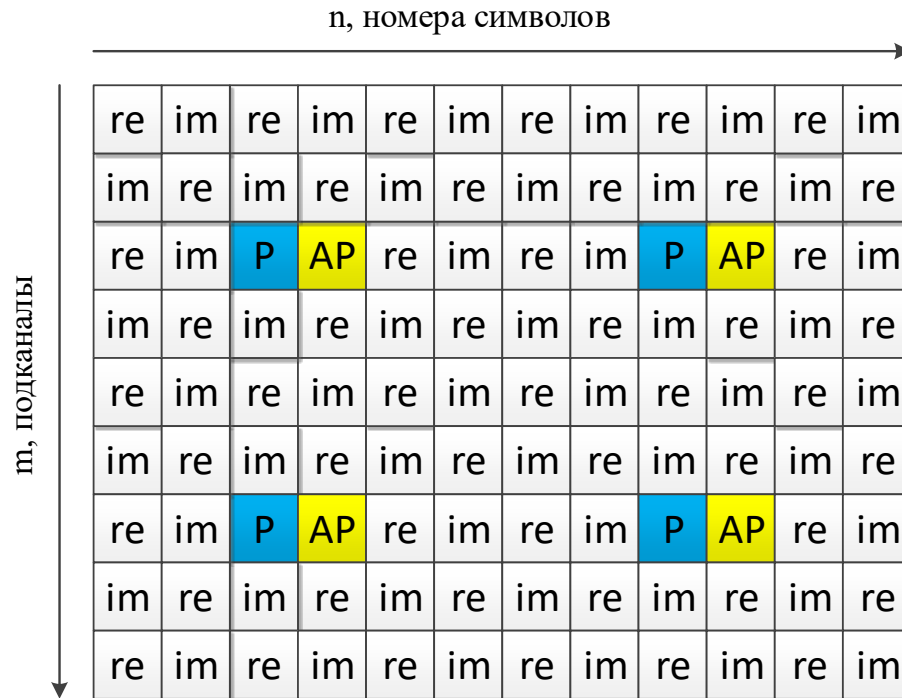 n, номера символов
m, подканалы
re im re im re im re im re im re im
im re im re im re im re im re im re
re im P AP re im re im P AP re im
im re im re im re im re im re im re
re im re im re im re im re im re im
im re im re im re im re im re im re
re im P AP re im re im P AP re im
im re im re im re im re im re im re
re im re im re im re im re im re im